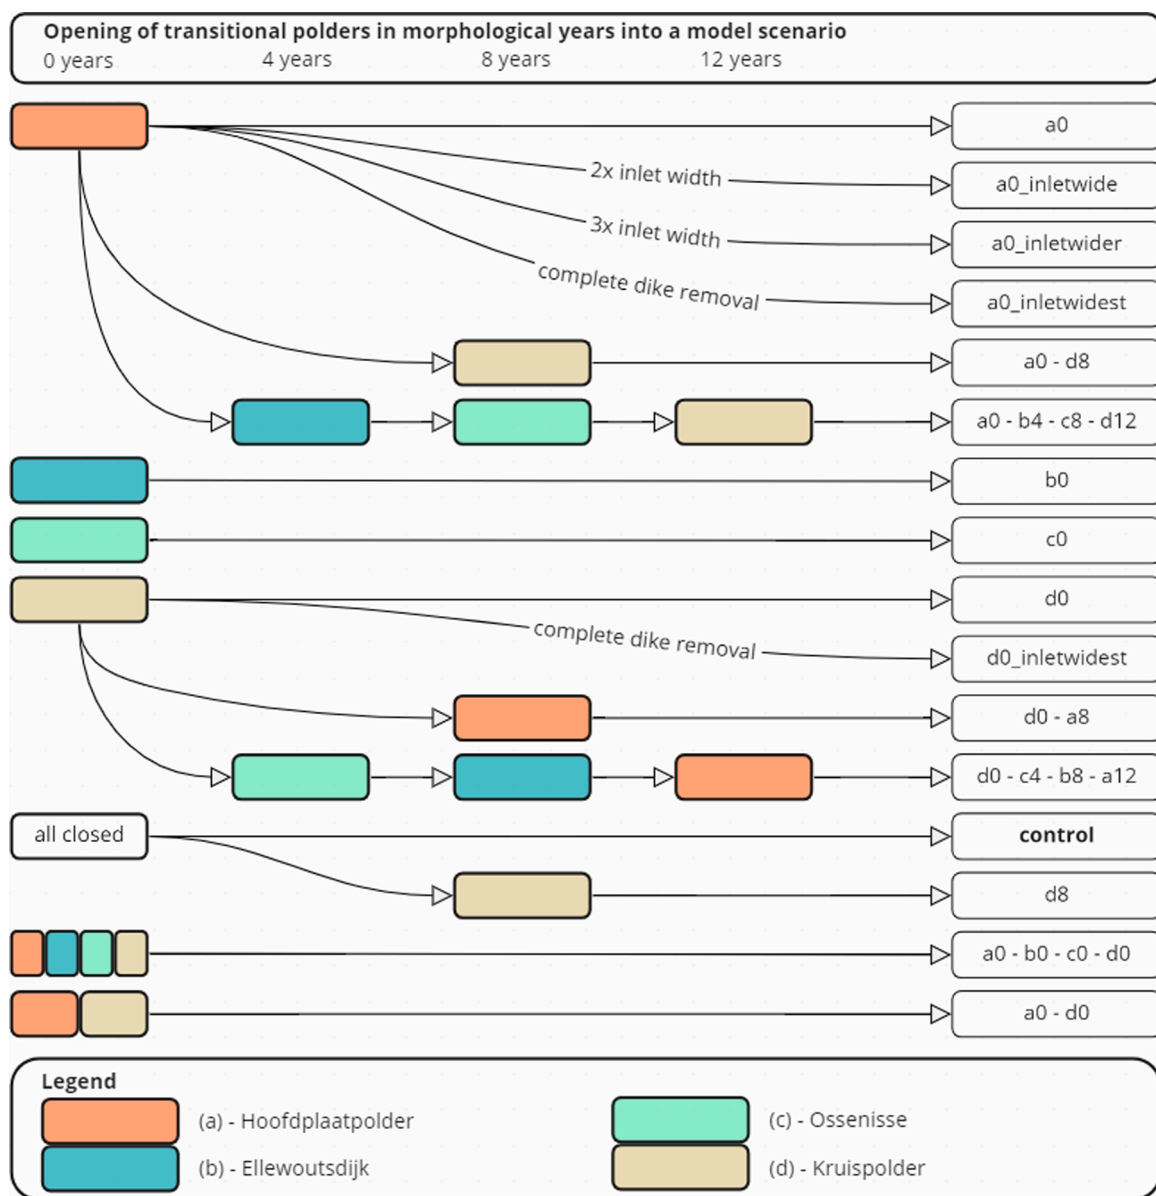 Opening of transitional polders in morphological years into a model scenario
0 years 4 years 8 years 12 years
a0
2x inlet width
a0_inletwide
3x inlet width
a0_inletwider
complete dike removal
a0_inletwidest
a0 - d8
a0 - b4 - c8 - d12
b0
c0
d0
complete dike removal
d0_inletwidest
d0 - a8
d0 - c4 - b8 - a12
all closed
control
d8
a0 - b0 - c0 - d0
a0 - d0
Legend
(a) - Hoofdplaatpolder
(c) - Ossenisse
(b) - Ellewoutsdijk
(d) - Kruispolder